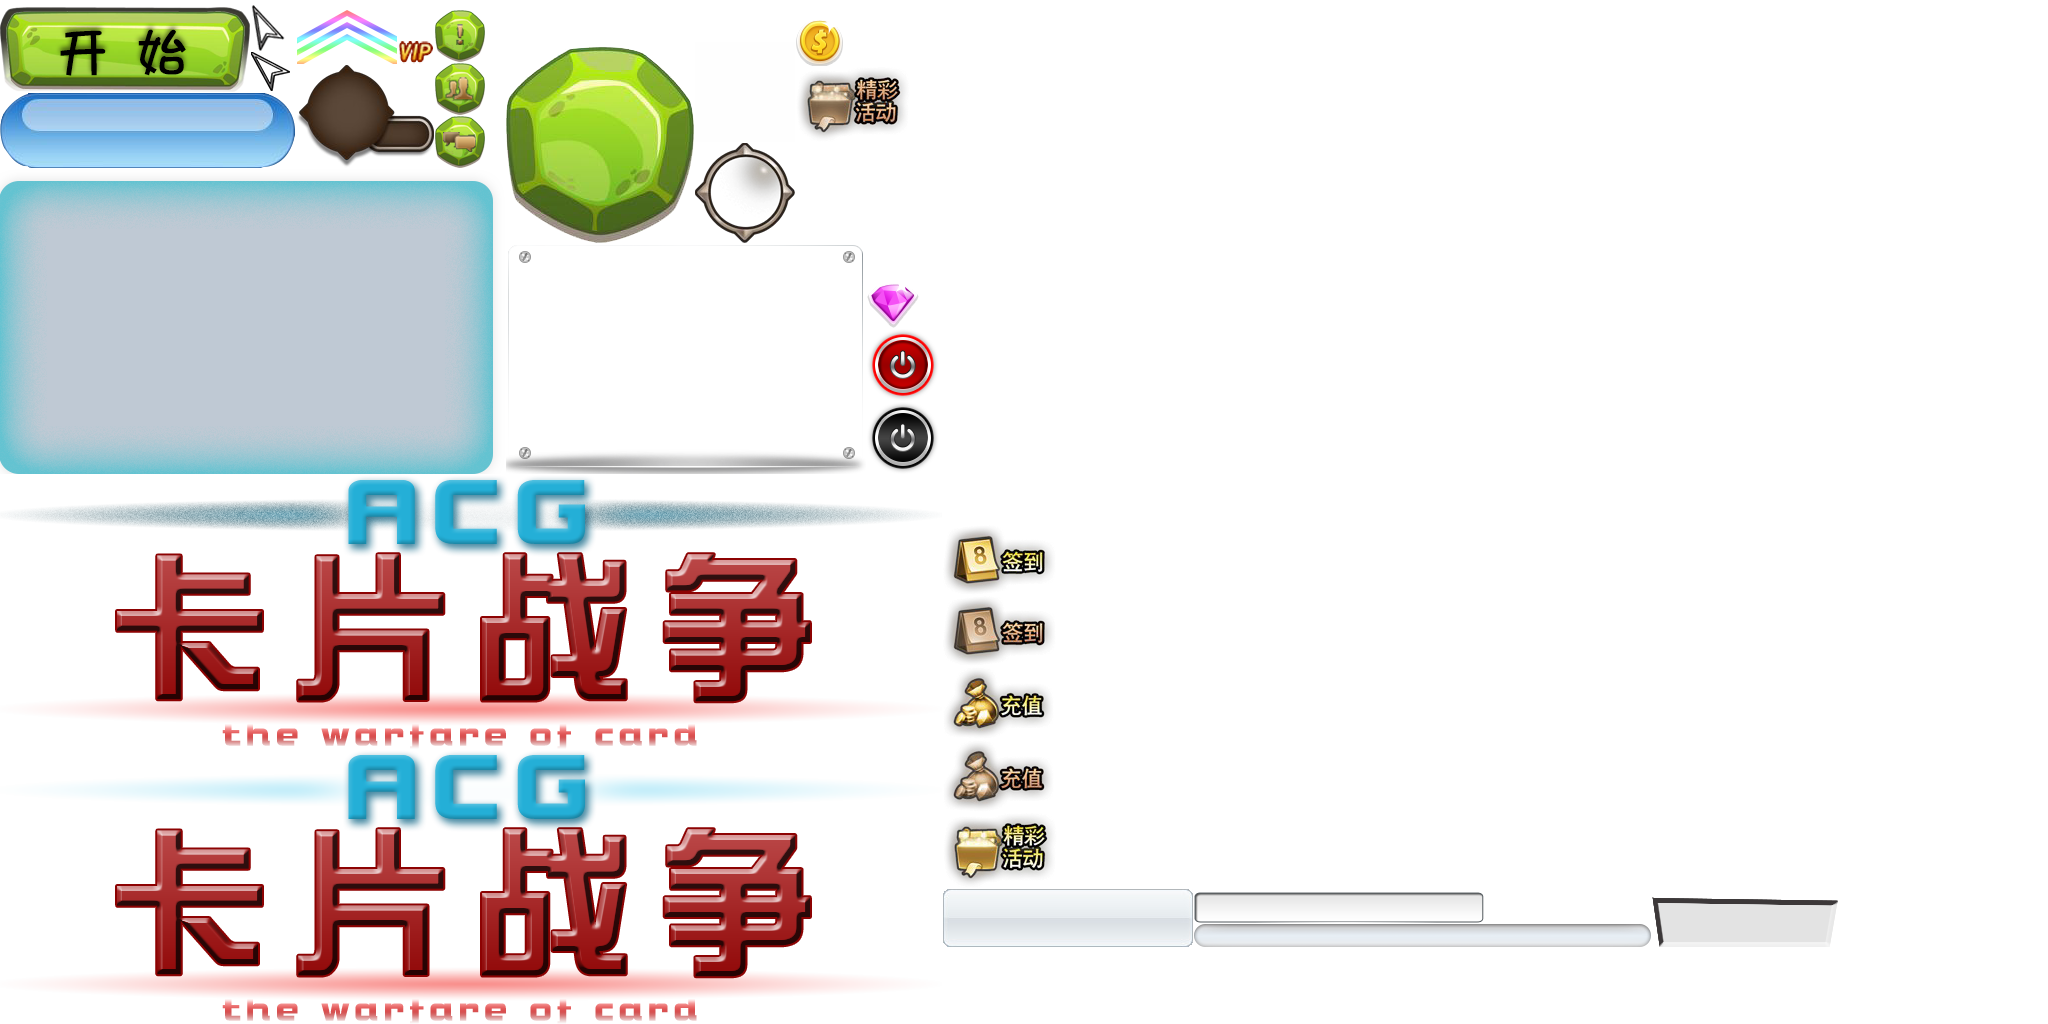 开始
VIP
!
$
精彩
活动
ACG
卡片战争
the warfare of card
8
签到
8
签到
充值
充值
精彩
活动
ACG
卡片战争
the warfare of card